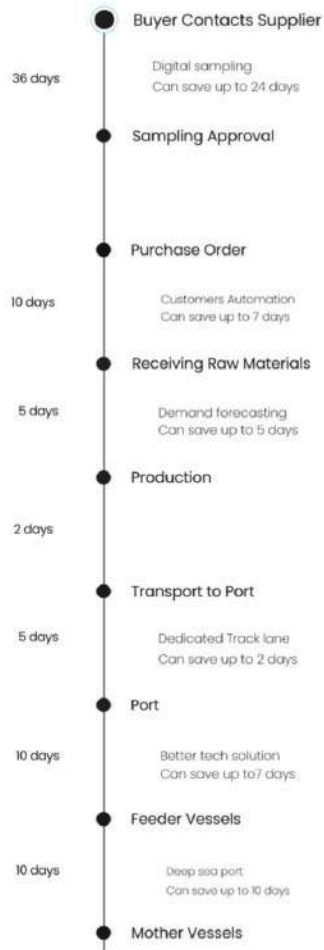 Buyer Contacts Supplier
36 days
Digital sampling
Can save up to 24 days
Sampling Approval
Purchase Order
10 days
Customers Automation
Can save up to 7 days
Receiving Raw Materials
5 days
Demand forecasting
Can save up to 5 days
Production
2 days
Transport to Port
5 days
Dedicated Track lane
Can save up to 2 days
Port
10 days
Better tech solution
Can save up to7 days
Feeder Vessels
10 days
Deep sea port
Can save up to 10 days
Mother Vessels